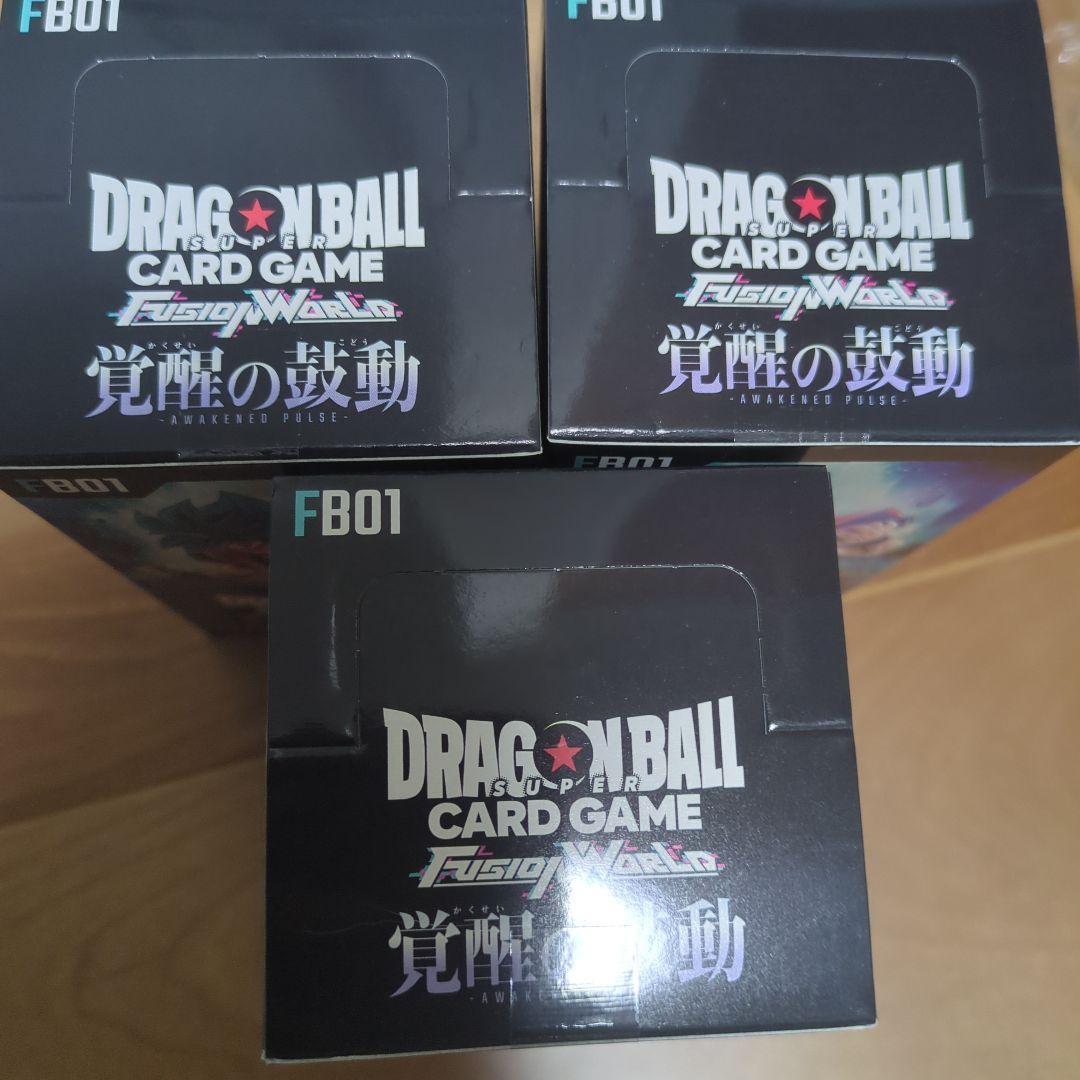 FB01
DRAGON BALL
SUPER
CARD GAME
FUSION WORLD
かくせい こどう
覚醒の鼓動
-AWAKENED PULSE-
FB01
DRAGON BALL
SUPER
CARD GAME
FUSION WORLD
かくせい こどう
覚醒の鼓動
-AWAKENED PULSE-
FB01
FB01
FB01
DRAGON BALL
SUPER
CARD GAME
FUSION WORLD
かくせい
覚醒の鼓動